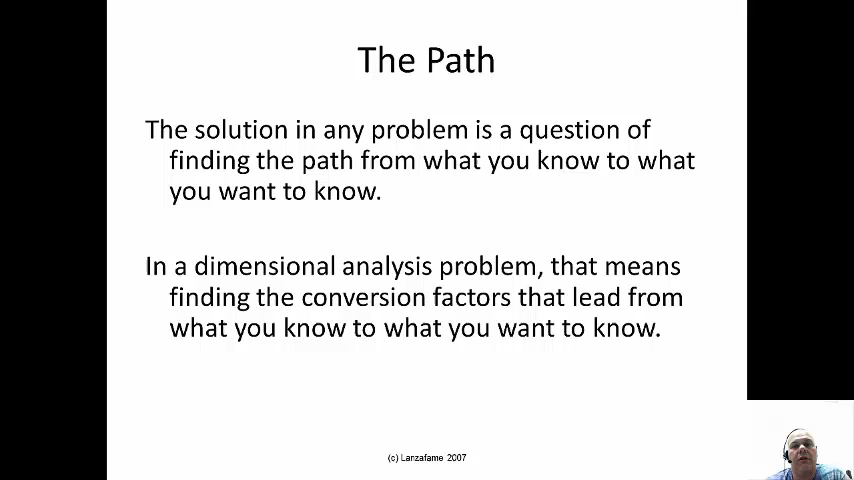 The Path
The solution in any problem is a question of
finding the path from what you know to what
you want to know.
In a dimensional analysis problem, that means
finding the conversion factors that lead from
what you know to what you want to know.
(c) Lanzafame 2007